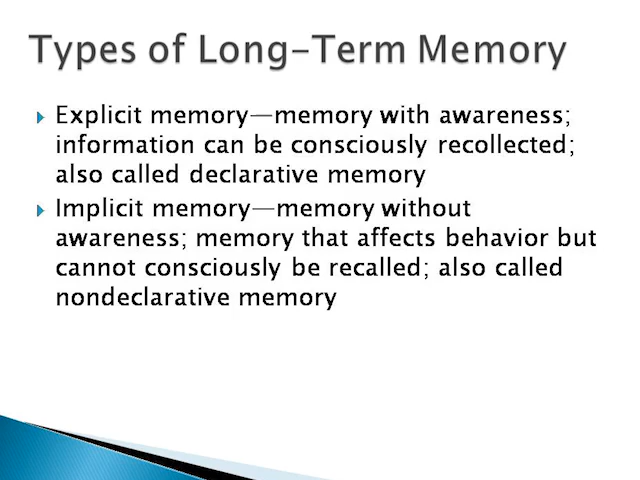 Types of Long-Term Memory
Explicit memory—memory with awareness;
information can be consciously recollected;
also called declarative memory
Implicit memory—memory without
awareness; memory that affects behavior but
cannot consciously be recalled; also called
nondeclarative memory